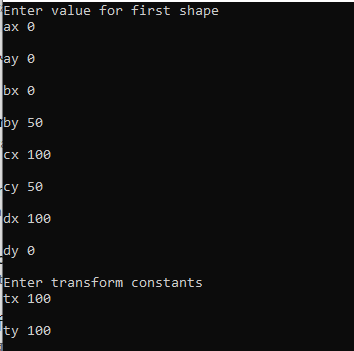 Enter value for first shape
ax 0
ay 0
bx 0
by 50
cx 100
cy 50
dx 100
dy 0
Enter transform constants
tx 100
ty 100